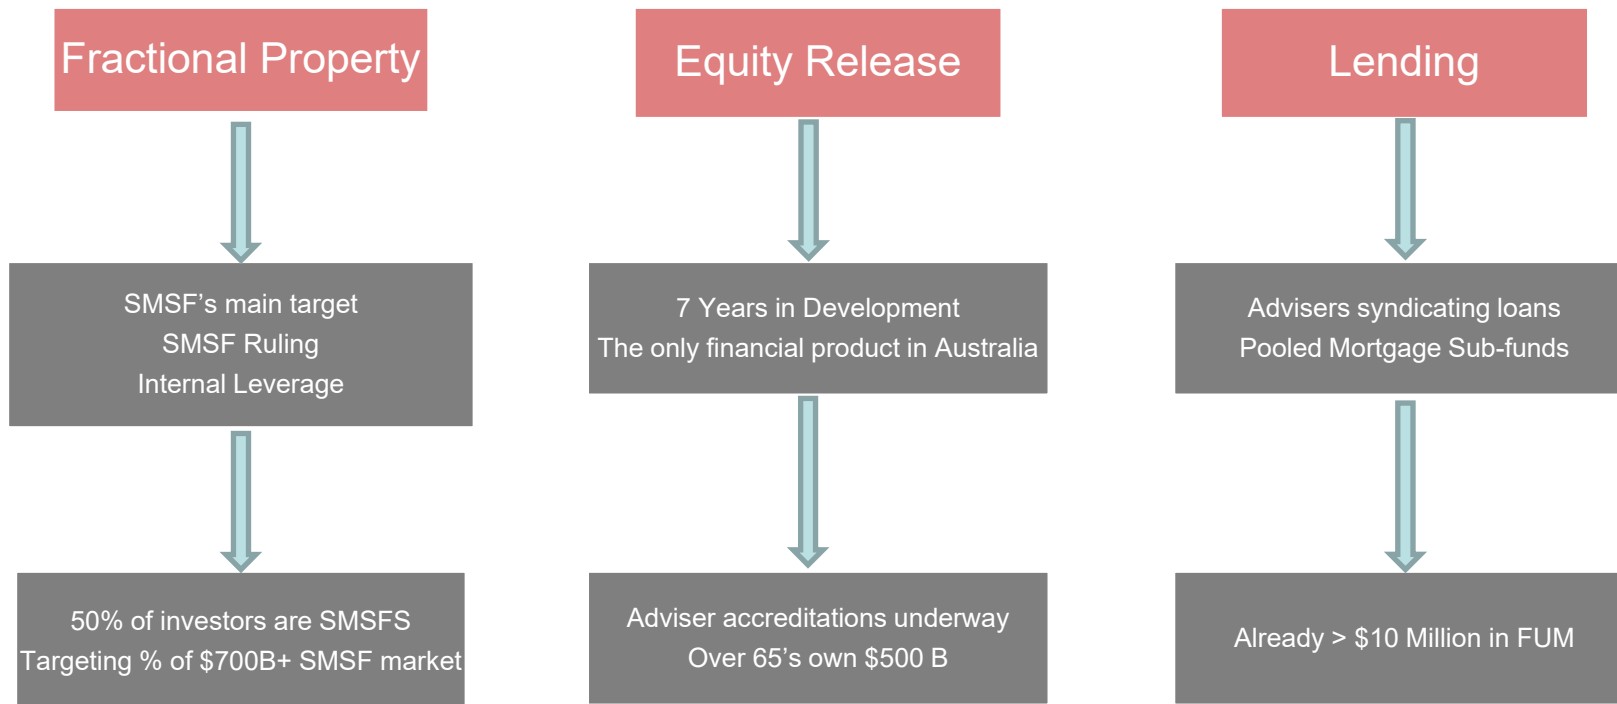 Fractional Property
SMSF’s main target
SMSF Ruling
Internal Leverage
50% of investors are SMSFS
Targeting % of $700B+ SMSF market
Equity Release
7 Years in Development
The only financial product in Australia
Adviser accreditations underway
Over 65’s own $500 B
Lending
Advisers syndicating loans
Pooled Mortgage Sub-funds
Already > $10 Million in FUM